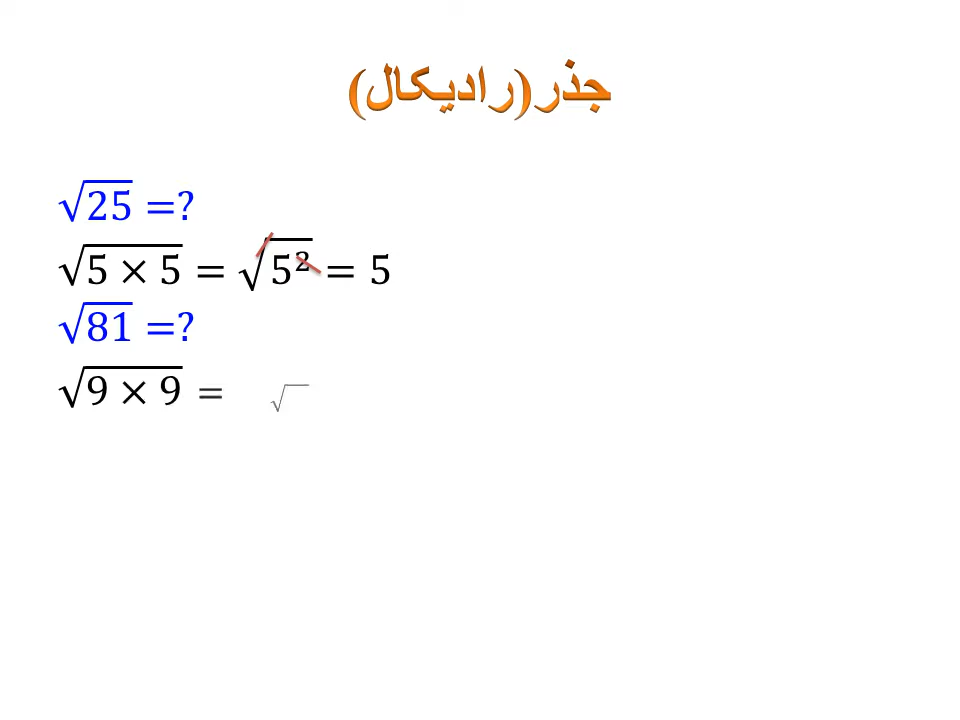 جذر(رادیکال)
√25 =?
√5 × 5 = √5² = 5
√81 =?
√9 × 9 = √